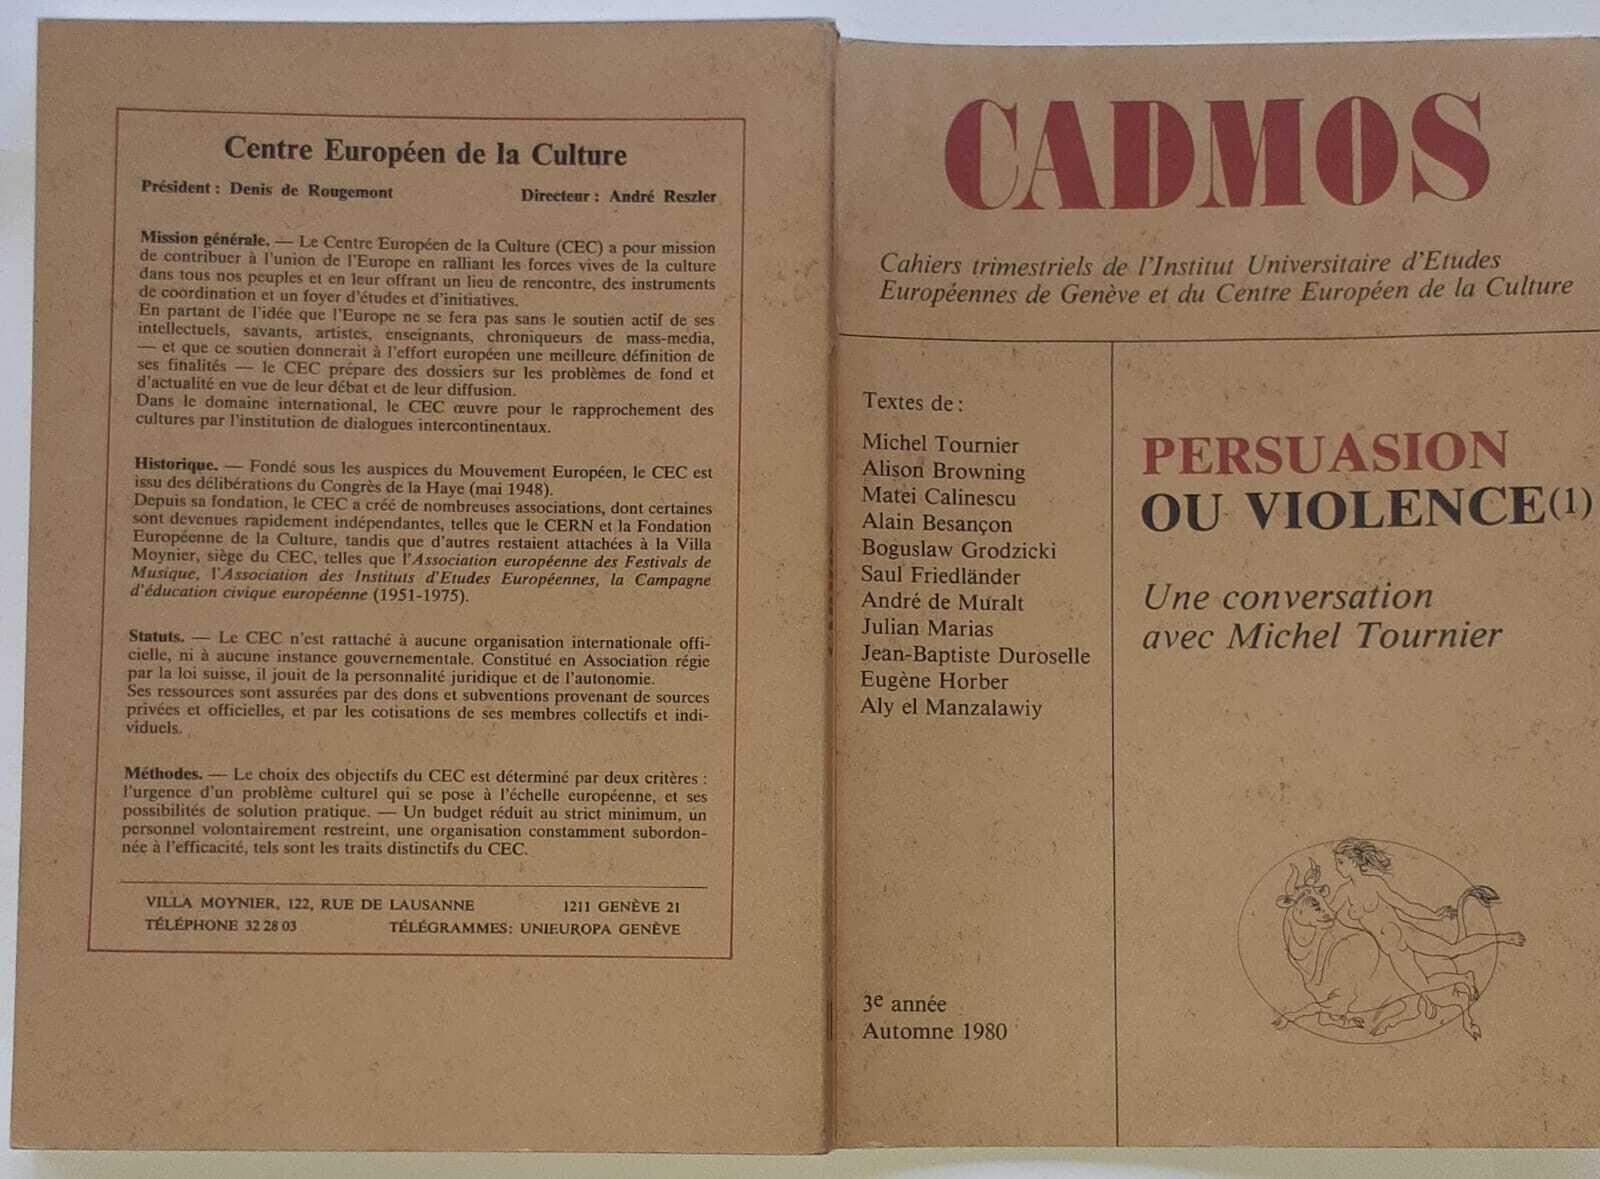 Centre Européen de la Culture
Président : Denis de Rougemont
Directeur : André Reszler
Mission générale. — Le Centre Européen de la Culture (CEC) a pour mission
de contribuer à l'union de l'Europe en ralliant les forces vives de la culture
dans tous nos peuples et en leur offrant un lieu de rencontre, des instruments
de coordination et un foyer d'études et d'initiatives.
En partant de l'idée que l'Europe ne se fera pas sans le soutien actif de ses
intellectuels, savants, artistes, enseignants, chroniqueurs de mass-media,
— et que ce soutien donnerait à l'effort européen une meilleure définition de
ses finalités — le CEC prépare des dossiers sur les problèmes de fond et
d'actualité en vue de leur débat et de leur diffusion.
Dans le domaine international, le CEC œuvre pour le rapprochement des
cultures par l'institution de dialogues intercontinentaux.
Historique. — Fondé sous les auspices du Mouvement Européen, le CEC est
issu des délibérations du Congrès de la Haye (mai 1948).
Depuis sa fondation, le CEC a créé de nombreuses associations, dont certaines
sont devenues rapidement indépendantes, telles que le CERN et la Fondation
Européenne de la Culture, tandis que d'autres restaient attachées à la Villa
Moynier, siège du CEC, telles que l'Association européenne des Festivals de
Musique, l'Association des Instituts d'Etudes Européennes, la Campagne
d'éducation civique européenne (1951-1975).
Statuts. — Le CEC n'est rattaché à aucune organisation internationale offi-
cielle, ni à aucune instance gouvernementale. Constitué en Association régie
par la loi suisse, il jouit de la personnalité juridique et de l'autonomie.
Ses ressources sont assurées par des dons et subventions provenant de sources
privées et officielles, et par les cotisations de ses membres collectifs et indi-
viduels.
Méthodes. — Le choix des objectifs du CEC est déterminé par deux critères :
l'urgence d'un problème culturel qui se pose à l'échelle européenne, et ses
possibilités de solution pratique. — Un budget réduit au strict minimum, un
personnel volontairement restreint, une organisation constamment subordon-
née à l'efficacité, tels sont les traits distinctifs du CEC.
VILLA MOYNIER, 122, RUE DE LAUSANNE 1211 GENÈVE 21
TÉLÉPHONE 32 28 03 TÉLÉGRAMMES: UNIEUROPA GENÈVE
CADMOS
Cahiers trimestriels de l'Institut Universitaire d'Etudes
Européennes de Genève et du Centre Européen de la Culture
Textes de :
Michel Tournier
Alison Browning
Matei Calinescu
Alain Besançon
Boguslaw Grodzicki
Saul Friedländer
André de Muralt
Julian Marias
Jean-Baptiste Duroselle
Eugène Horber
Aly el Manzalawiy
3e année
Automne 1980
PERSUASION
OU VIOLENCE(1)
Une conversation
avec Michel Tournier